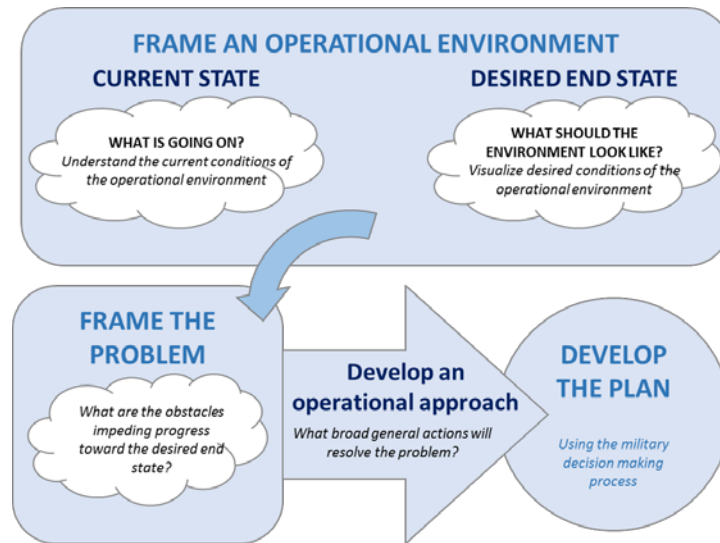 FRAME AN OPERATIONAL ENVIRONMENT
CURRENT STATE
WHAT IS GOING ON?
Understand the current conditions of
the operational environment
DESIRED END STATE
WHAT SHOULD THE
ENVIRONMENT LOOK LIKE?
Visualize desired conditions of the
operational environment
FRAME THE
PROBLEM
What are the obstacles
impeding progress
toward the desired end
state?
Develop an
operational approach
What broad general actions will
resolve the problem?
DEVELOP
THE PLAN
Using the military
decision making
process